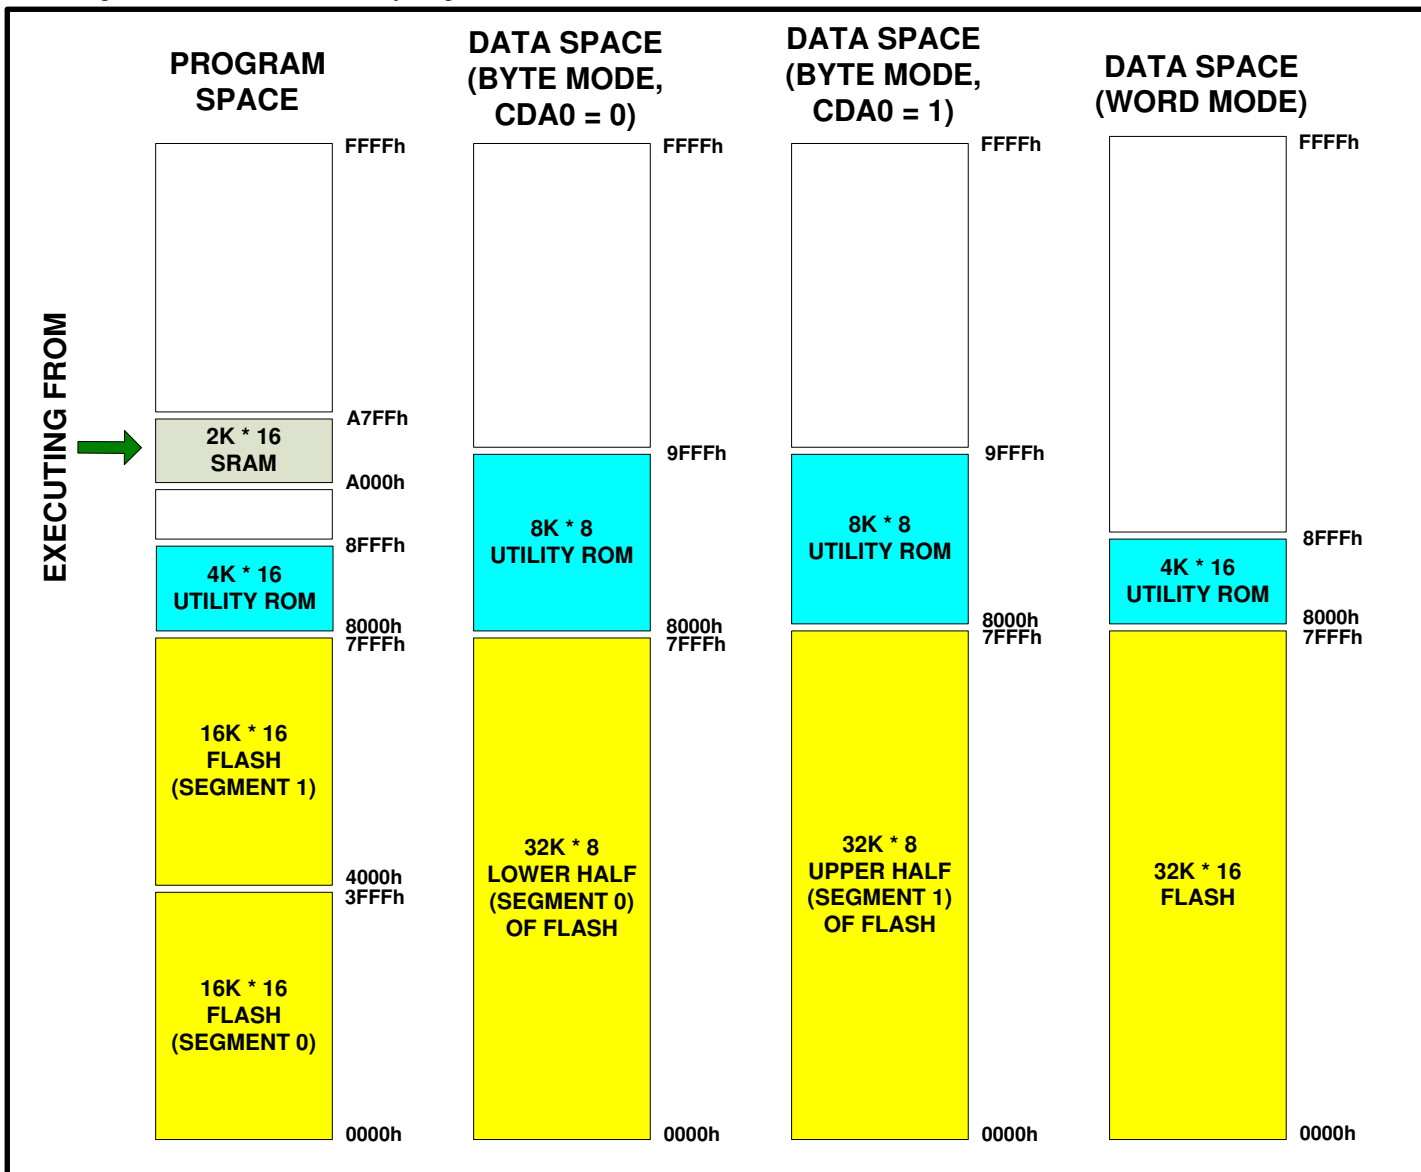 PROGRAM
SPACE
DATA SPACE
(BYTE MODE,
CDA0 = 0)
DATA SPACE
(BYTE MODE,
CDA0 = 1)
DATA SPACE
(WORD MODE)
EXECUTING FROM
FFFFh
A7FFh
2K * 16
SRAM
A000h
8FFFh
4K * 16
UTILITY ROM
8000h
7FFFh
16K * 16
FLASH
(SEGMENT 1)
4000h
3FFFh
16K * 16
FLASH
(SEGMENT 0)
0000h
FFFFh
9FFFh
8K * 8
UTILITY ROM
8000h
7FFFh
32K * 8
LOWER HALF
(SEGMENT 0)
OF FLASH
0000h
FFFFh
9FFFh
8K * 8
UTILITY ROM
8000h
7FFFh
32K * 8
UPPER HALF
(SEGMENT 1)
OF FLASH
0000h
FFFFh
8FFFh
4K * 16
UTILITY ROM
8000h
7FFFh
32K * 16
FLASH
0000h